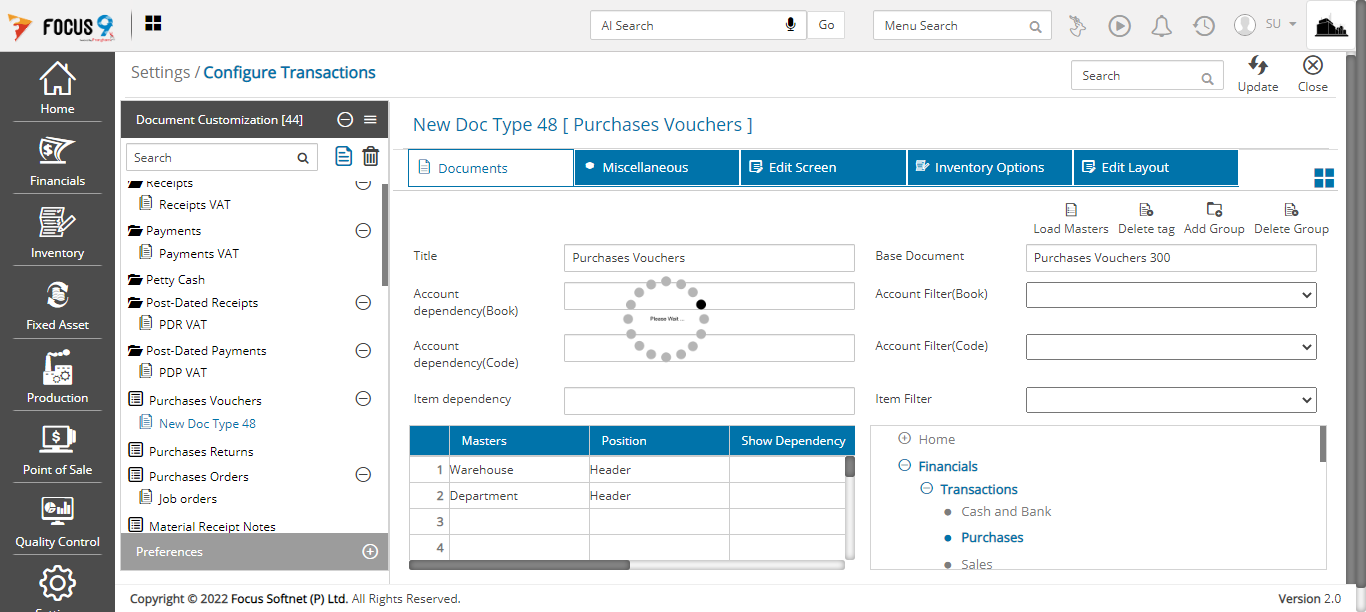 FOCUS 9
AI Search
Go
Menu Search
SU
Home
Financials
Inventory
Fixed Asset
Production
Point of Sale
Quality Control
Settings / Configure Transactions
Search
Update
Close
Document Customization [44]
Search
Receipts
Receipts VAT
Payments
Payments VAT
Petty Cash
Post-Dated Receipts
PDR VAT
Post-Dated Payments
PDP VAT
Purchases Vouchers
New Doc Type 48
Purchases Returns
Purchases Orders
Job orders
Material Receipt Notes
Preferences
New Doc Type 48 [ Purchases Vouchers ]
Documents
Miscellaneous
Edit Screen
Inventory Options
Edit Layout
Load Masters
Delete tag
Add Group
Delete Group
Title
Purchases Vouchers
Base Document
Purchases Vouchers 300
Account
dependency(Book)
Account Filter(Book)
Please Wait ...
Account
dependency(Code)
Account Filter(Code)
Item dependency
Item Filter
Masters Position Show Dependency
1 Warehouse Header
2 Department Header
3
4
Home
Financials
Transactions
Cash and Bank
Purchases
Sales
Copyright © 2022 Focus Softnet (P) Ltd. All Rights Reserved.
Version 2.0